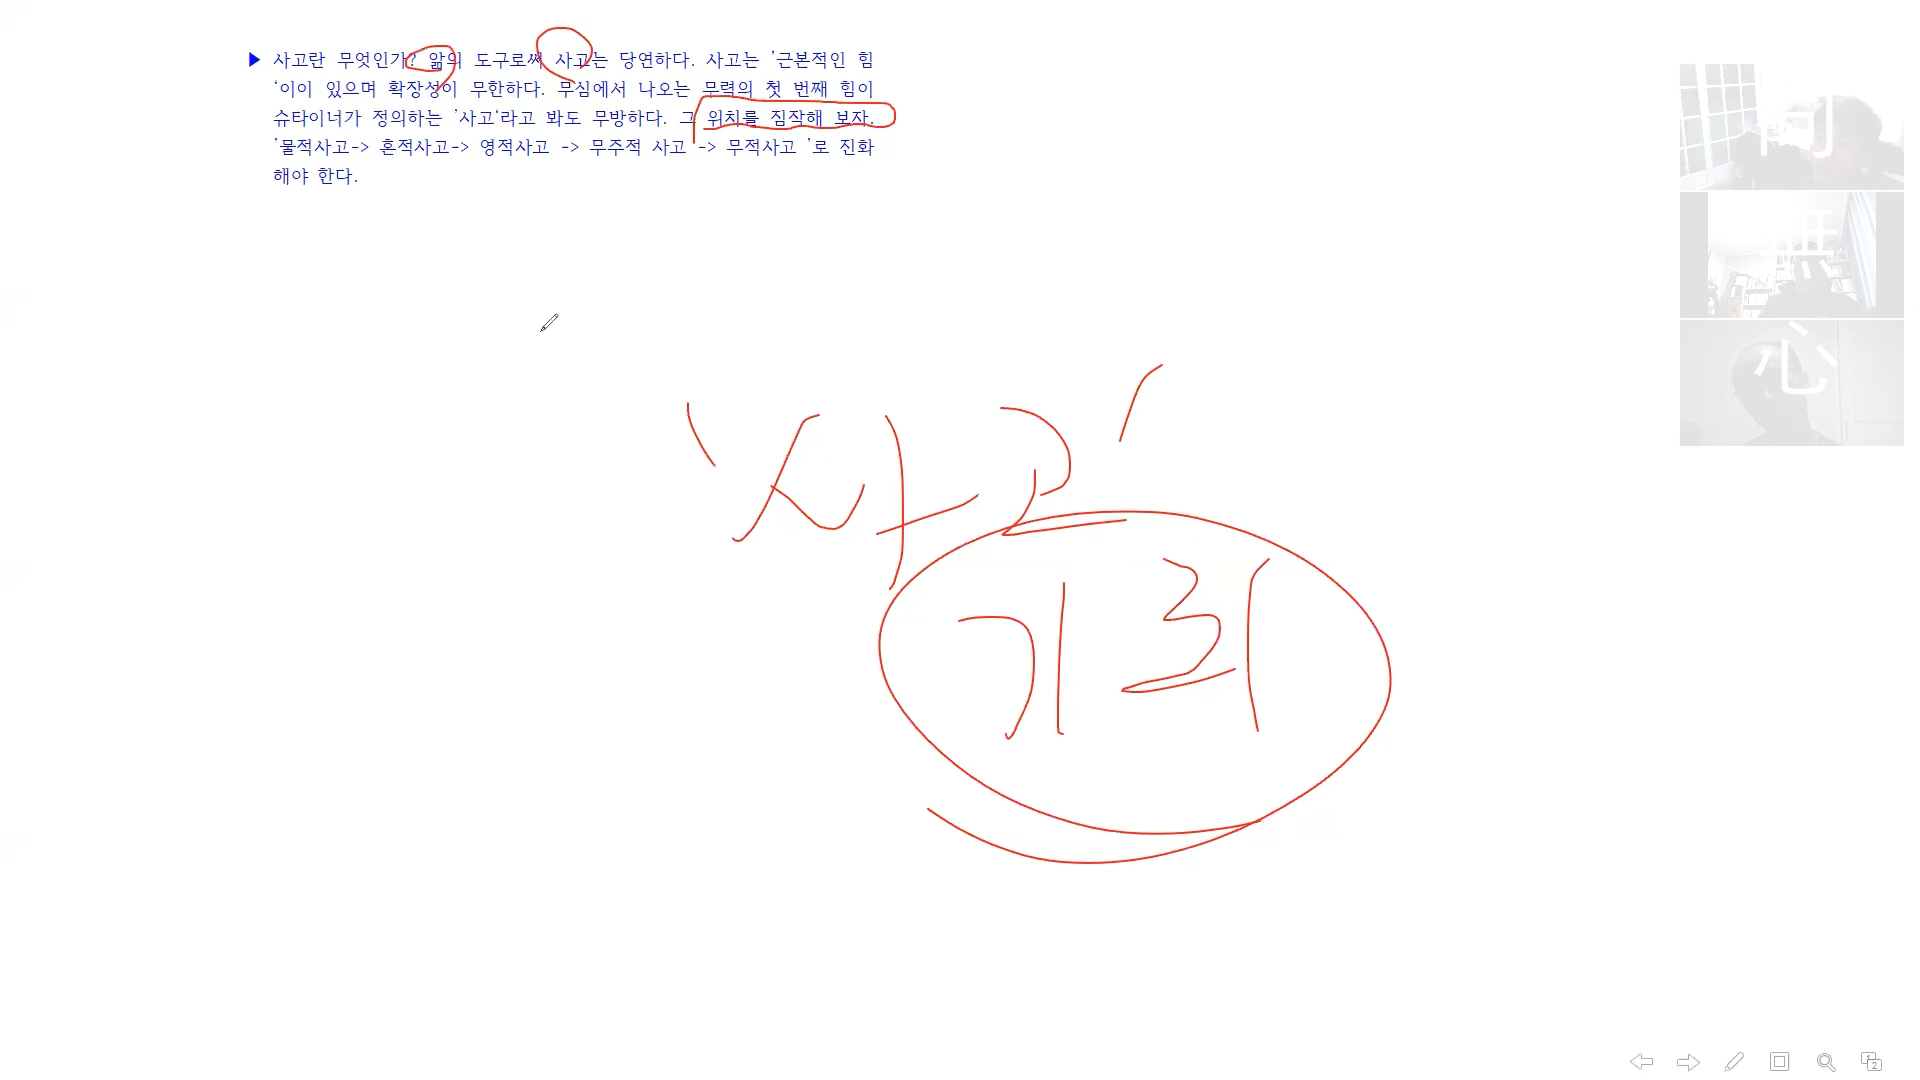 ▶ 사고란 무엇인가? 앎의 도구로써 사고는 당연하다. 사고는 '근본적인 힘
'이이 있으며 확장성이 무한하다. 무심에서 나오는 무력의 첫 번째 힘이
슈타이너가 정의하는 '사고'라고 봐도 무방하다. 그 위치를 짐작해 보자.
'물적사고-> 혼적사고-> 영적사고 -> 무주적 사고 -> 무적사고 '로 진화
해야 한다.
'사고'
기리
向
無
心